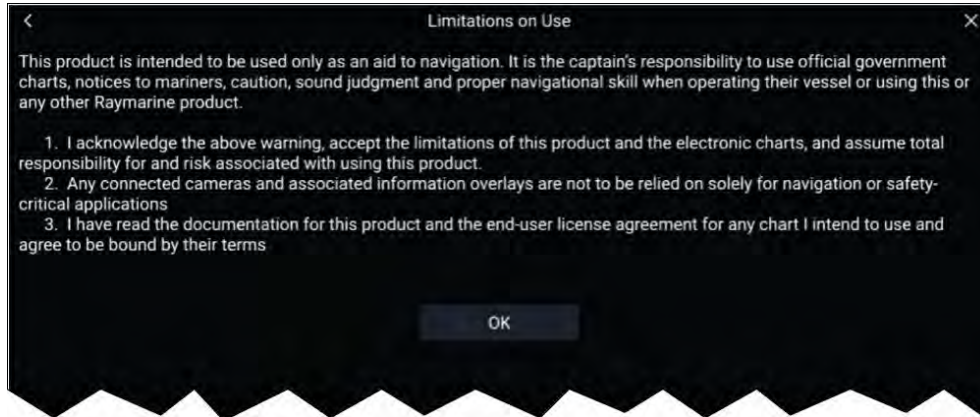 Limitations on Use
This product is intended to be used only as an aid to navigation. It is the captain's responsibility to use official government
charts, notices to mariners, caution, sound judgment and proper navigational skill when operating their vessel or using this or
any other Raymarine product.
1. I acknowledge the above warning, accept the limitations of this product and the electronic charts, and assume total
responsibility for and risk associated with using this product.
2. Any connected cameras and associated information overlays are not to be relied on solely for navigation or safety-
critical applications
3. I have read the documentation for this product and the end-user license agreement for any chart I intend to use and
agree to be bound by their terms
OK